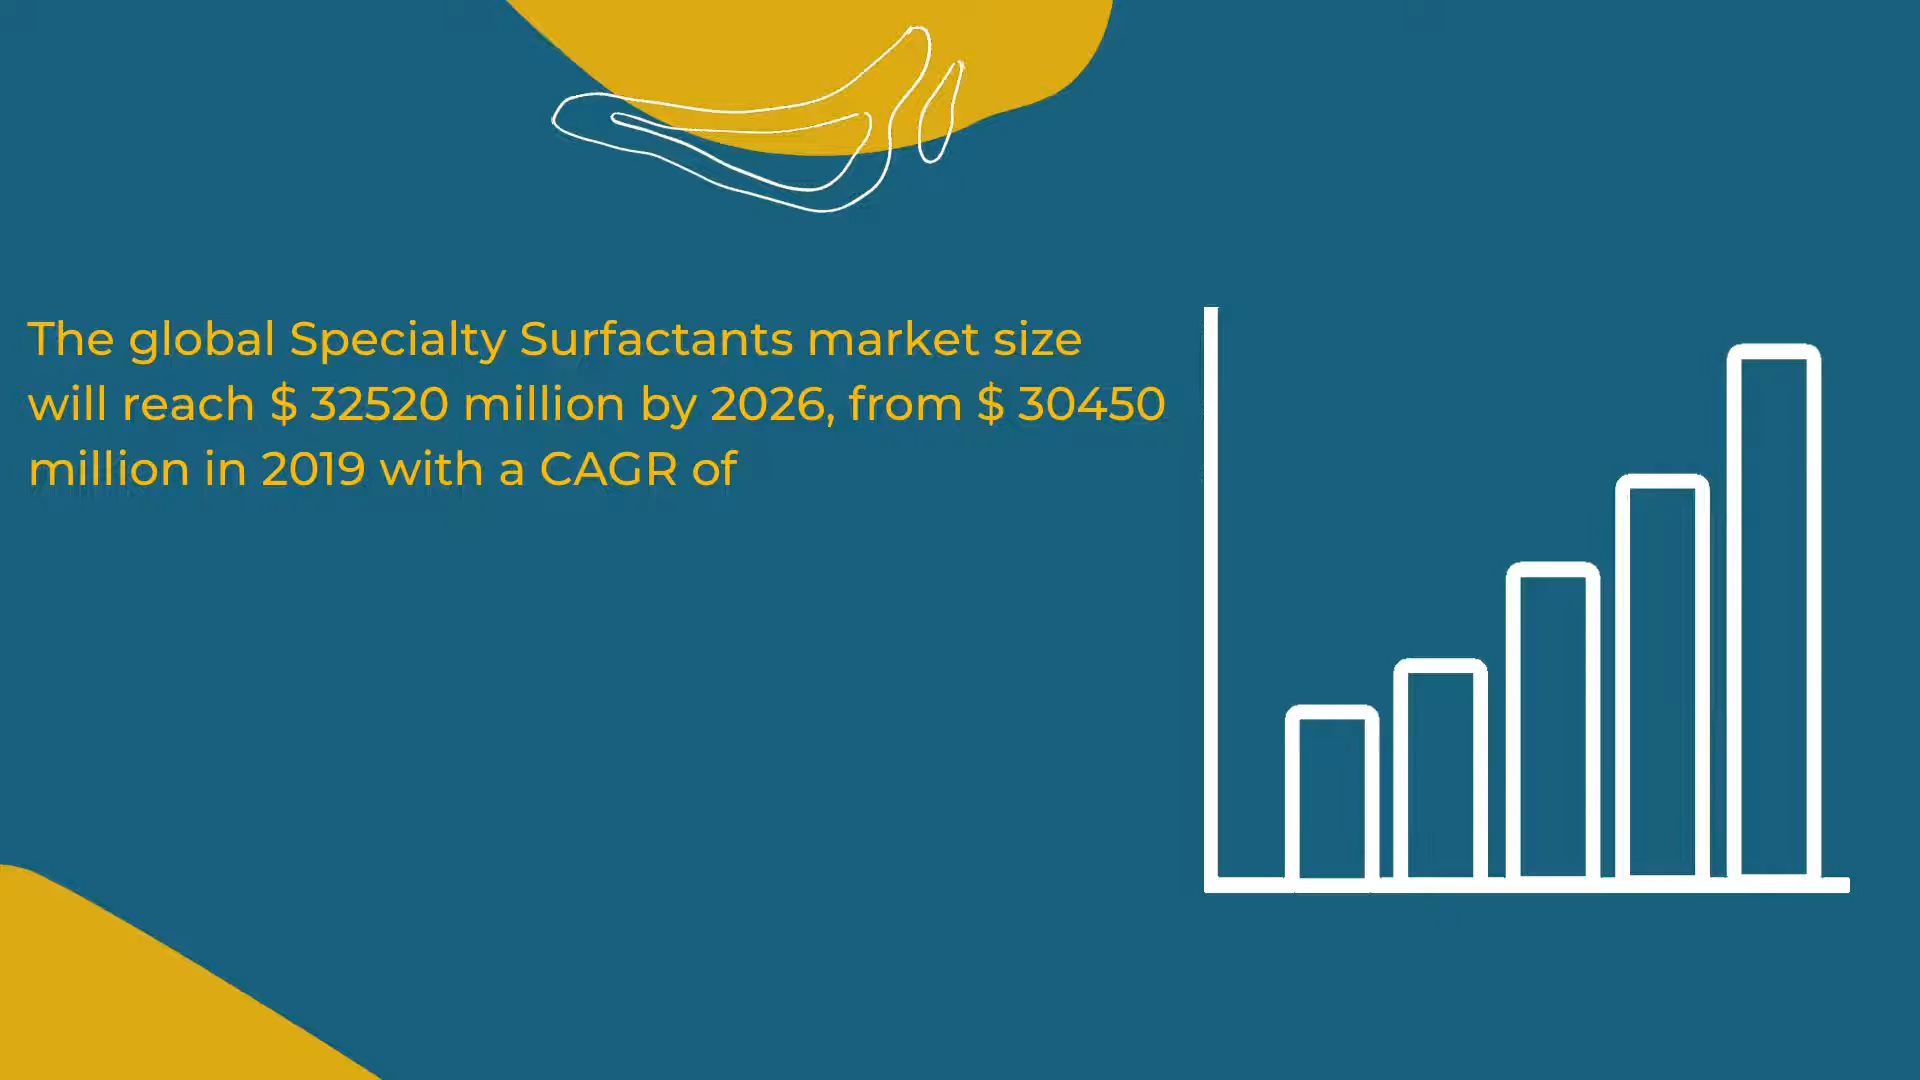 The global Specialty Surfactants market size
will reach $ 32520 million by 2026, from $ 30450
million in 2019 with a CAGR of